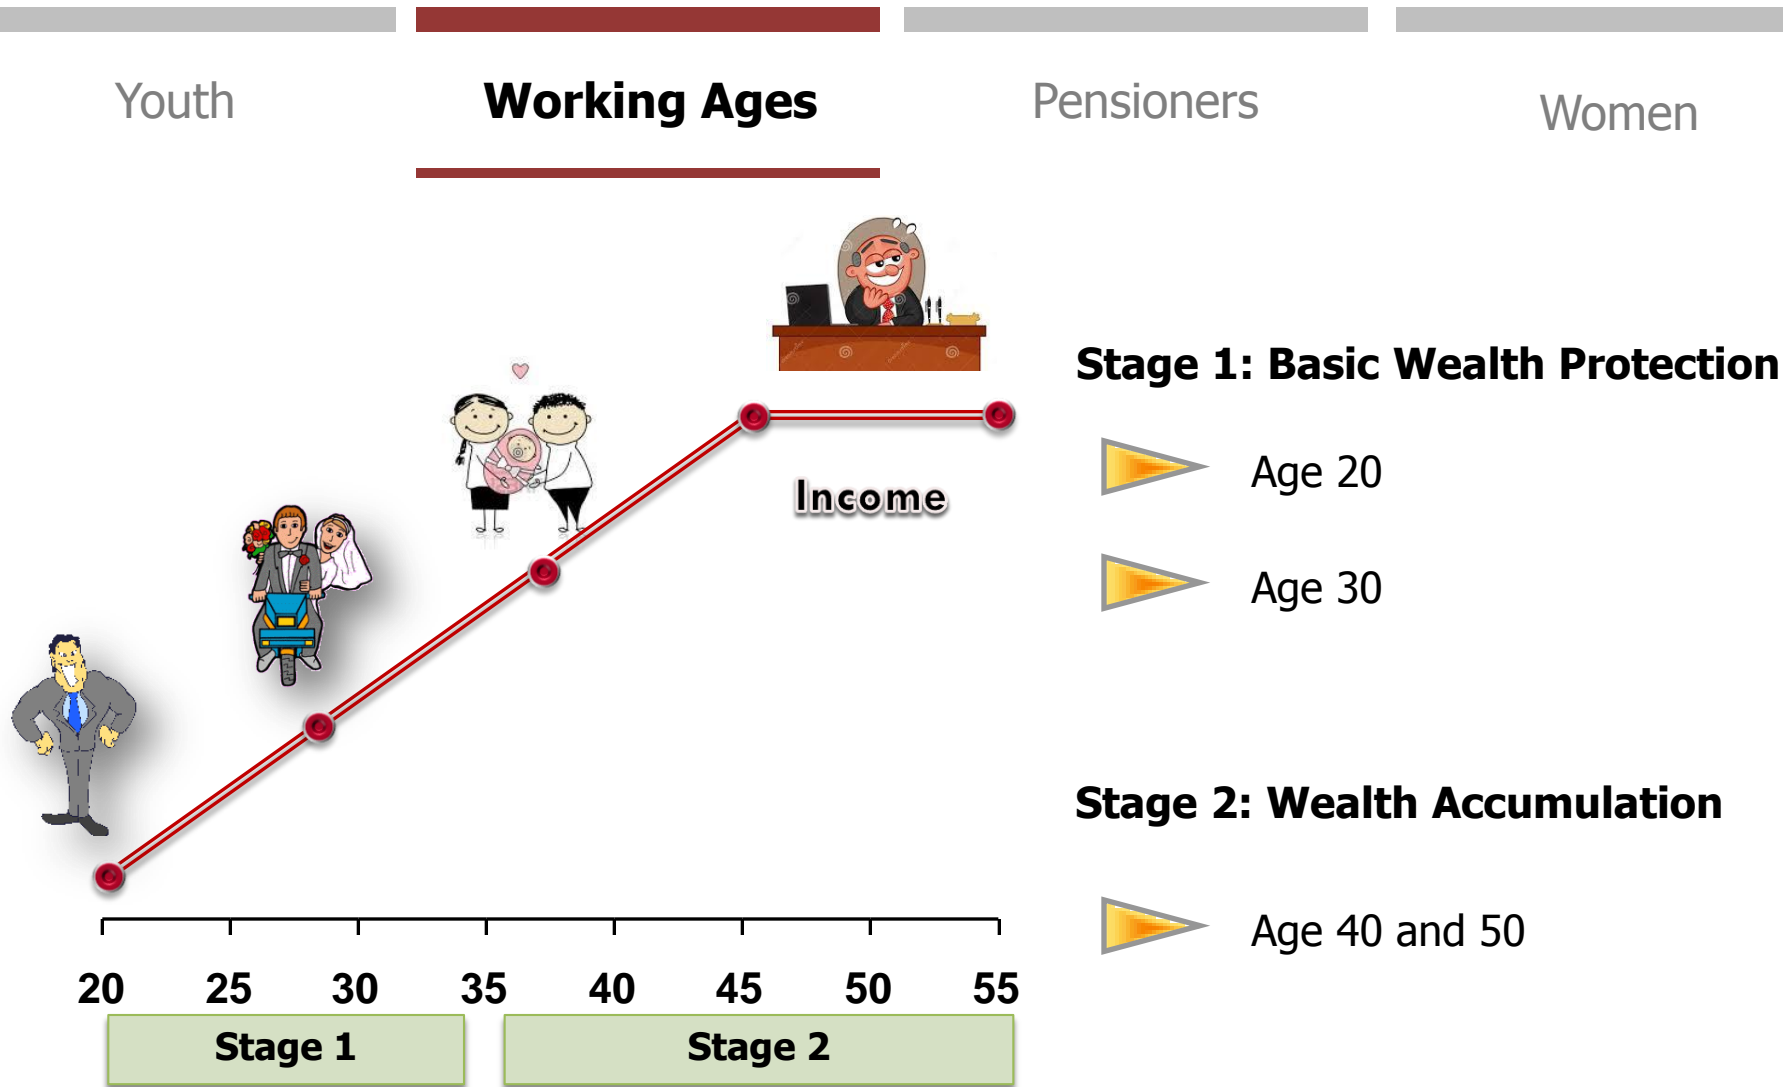 Youth
Working Ages
Pensioners
Women
Income
20 25 30 35 40 45 50 55
Stage 1
Stage 2
Stage 1: Basic Wealth Protection
Age 20
Age 30
Stage 2: Wealth Accumulation
Age 40 and 50